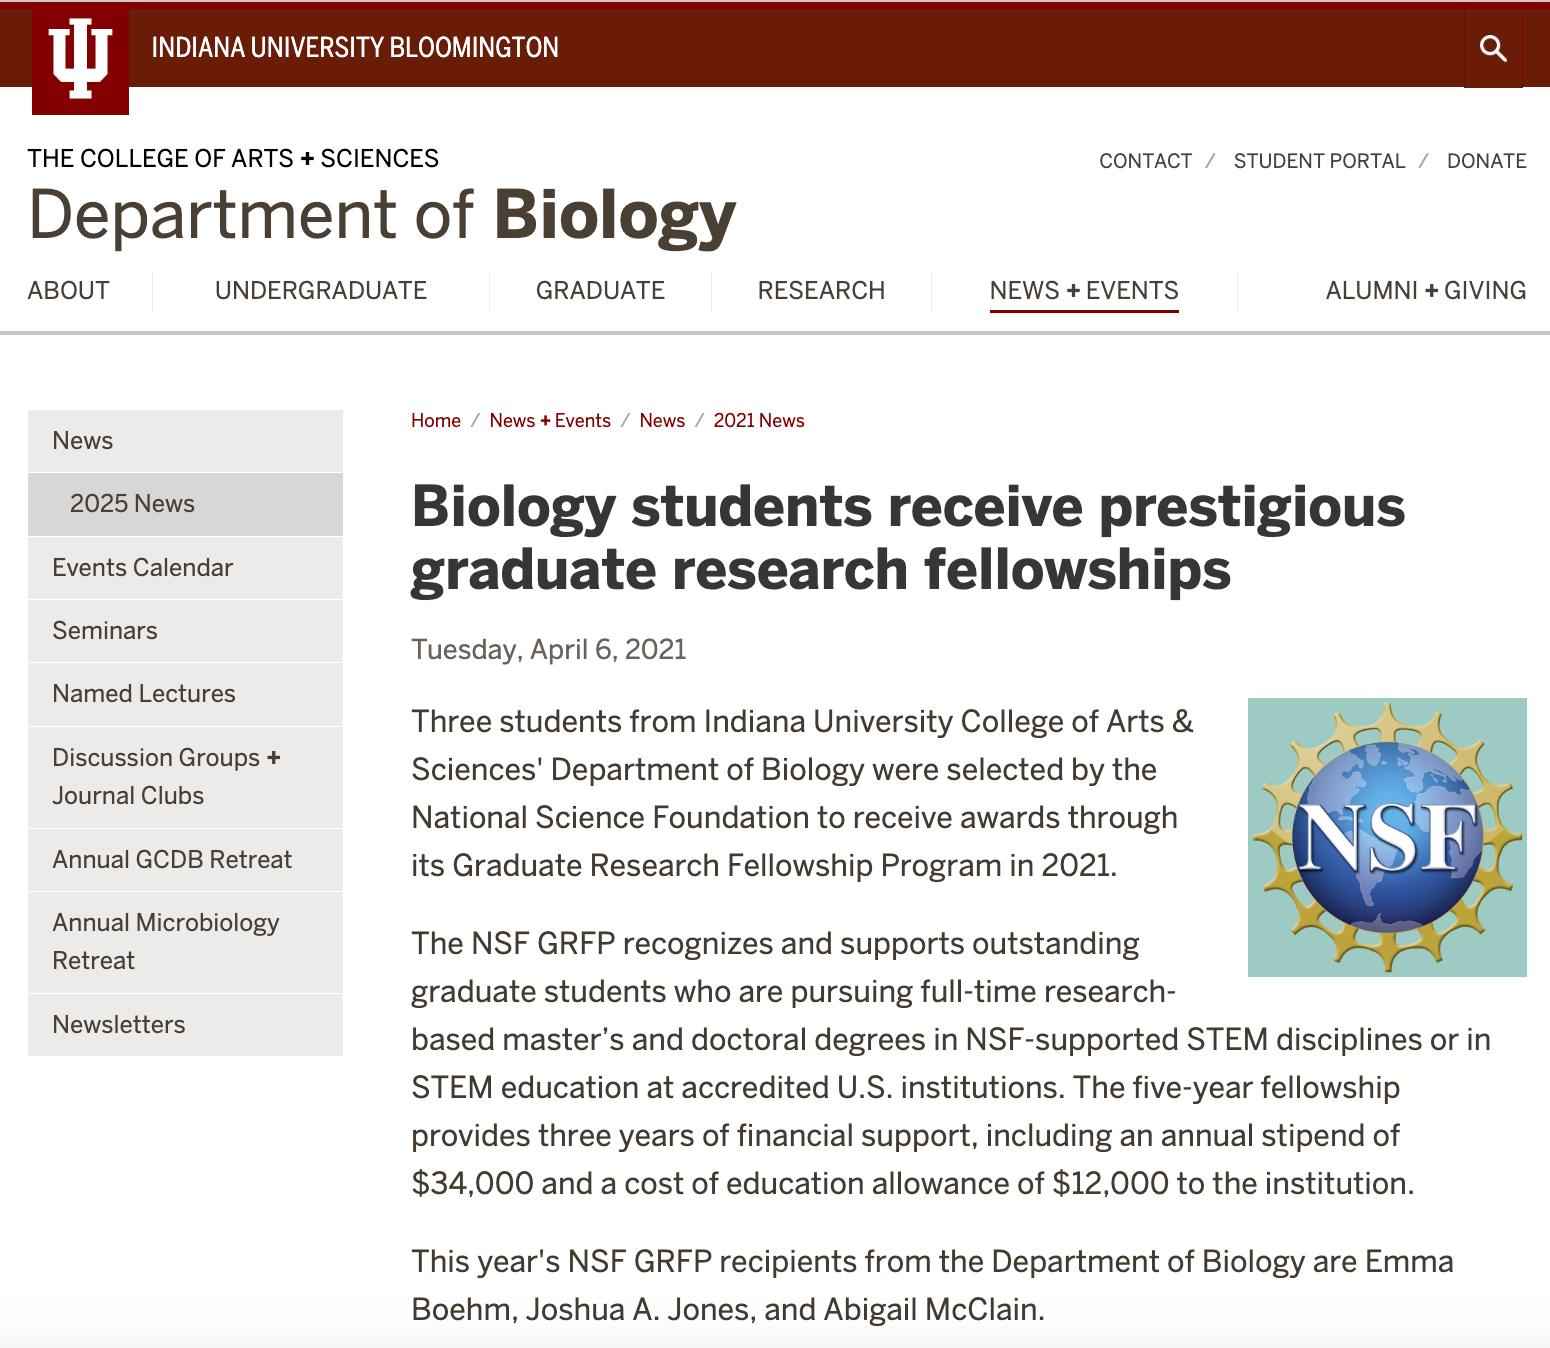 INDIANA UNIVERSITY BLOOMINGTON
THE COLLEGE OF ARTS + SCIENCES
Department of Biology
CONTACT / STUDENT PORTAL / DONATE
ABOUT
UNDERGRADUATE
GRADUATE
RESEARCH
NEWS + EVENTS
ALUMNI + GIVING
News
2025 News
Events Calendar
Seminars
Named Lectures
Discussion Groups +
Journal Clubs
Annual GCDB Retreat
Annual Microbiology
Retreat
Newsletters
Home / News + Events / News / 2021 News
Biology students receive prestigious
graduate research fellowships
Tuesday, April 6, 2021
Three students from Indiana University College of Arts &
Sciences' Department of Biology were selected by the
National Science Foundation to receive awards through
its Graduate Research Fellowship Program in 2021.
NSF
The NSF GRFP recognizes and supports outstanding
graduate students who are pursuing full-time research-
based master’s and doctoral degrees in NSF-supported STEM disciplines or in
STEM education at accredited U.S. institutions. The five-year fellowship
provides three years of financial support, including an annual stipend of
$34,000 and a cost of education allowance of $12,000 to the institution.
This year's NSF GRFP recipients from the Department of Biology are Emma
Boehm, Joshua A. Jones, and Abigail McClain.